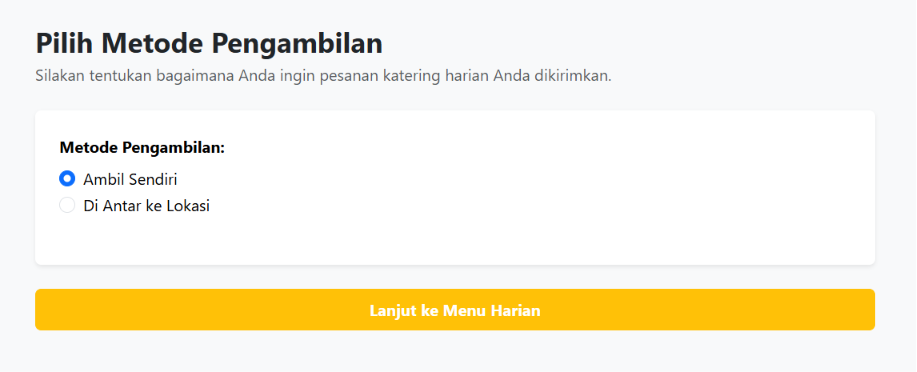 Pilih Metode Pengambilan
Silakan tentukan bagaimana Anda ingin pesanan katering harian Anda dikirimkan.
Metode Pengambilan:
Ambil Sendiri
Di Antar ke Lokasi
Lanjut ke Menu Harian